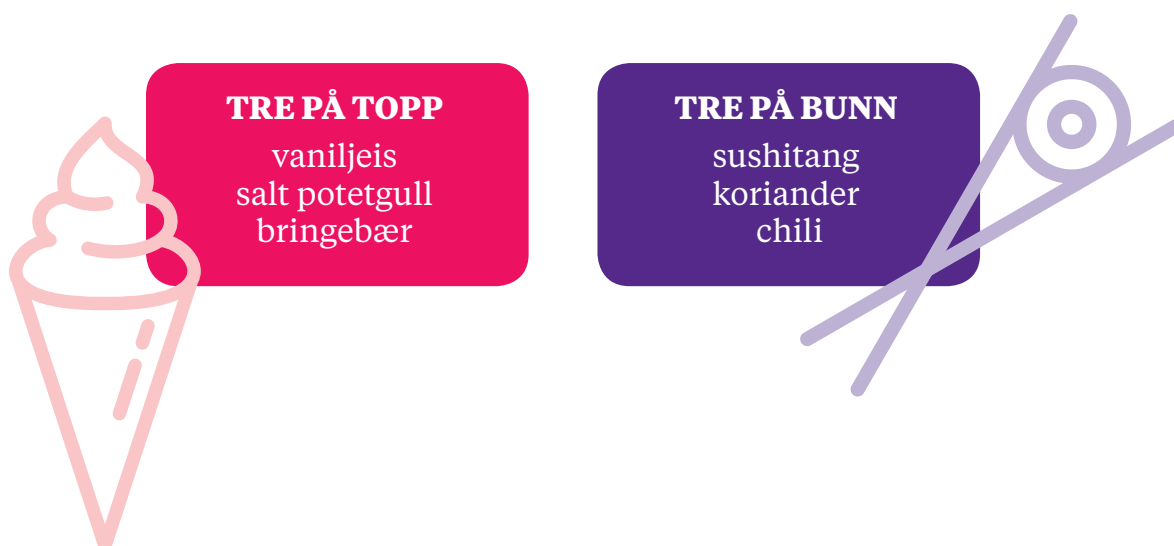 TRE PÅ TOPP
vaniljeis
salt potetgull
bringebær
TRE PÅ BUNN
sushitang
koriander
chili